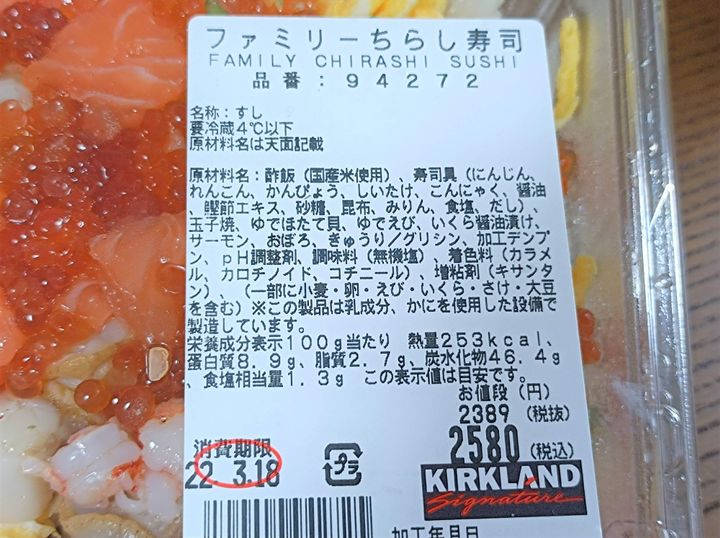 ファミリーちらし寿司
FAMILY CHIRASHI SUSHI
品番：94272
名称：すし
要冷蔵4℃以下
原材料名は天面記載
原材料名：酢飯（国産米使用）、寿司具（にんじん、
れんこん、かんぴょう、しいたけ、こんにゃく、醤油
、鰹節エキス、砂糖、昆布、みりん、食塩、だし）、
玉子焼、ゆでほたて貝、ゆでえび、いくら醤油漬け、
サーモン、おぼろ、きゅうり／グリシン、加工デンプ
ン、pH調整剤、調味料（無機塩）、着色料（カラメ
ル、カロチノイド、コチニール）、増粘剤（キサンタ
ン）　（一部に小麦・卵・えび・いくら・さけ・大豆
を含む）※この製品は乳成分、かにを使用した設備で
製造しています。
栄養成分表示100g当たり　熱量253kcal、
蛋白質8.9g、脂質2.7g、炭水化物46.4g
、食塩相当量1.3g　この表示値は目安です。
お値段（円）
2389（税抜）
2580（税込）
消費期限
22 3.18
プラ
KIRKLAND
Signature
加工年月日